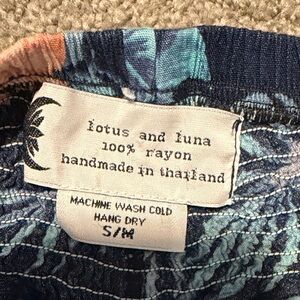 lotus and luna
100% rayon
handmade in thailand
MACHINE WASH COLD
HANG DRY
S/M